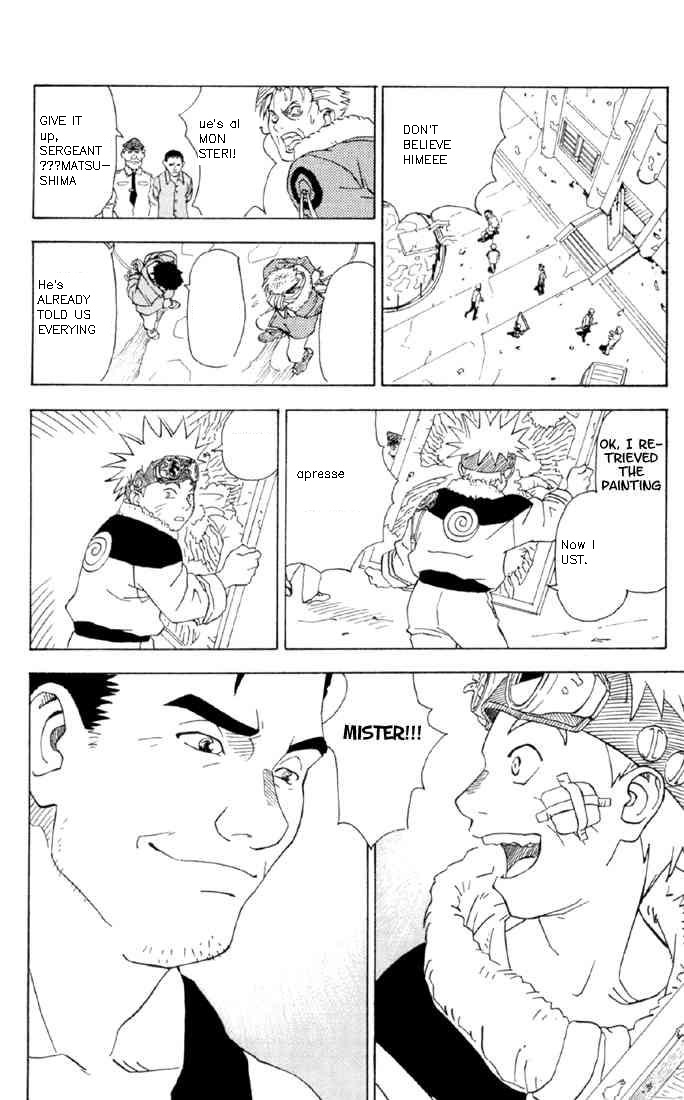 DON'T
BELIEVE
HIMEEE
ue's al
MON
STERI!
GIVE IT
up,
SERGEANT
???MATSU-
SHIMA
He's
ALREADY
TOLD US
EVERYING
OK, I RE-
TRIEVED
THE
PAINTING
Now I
UST.
apresse
MISTER!!!